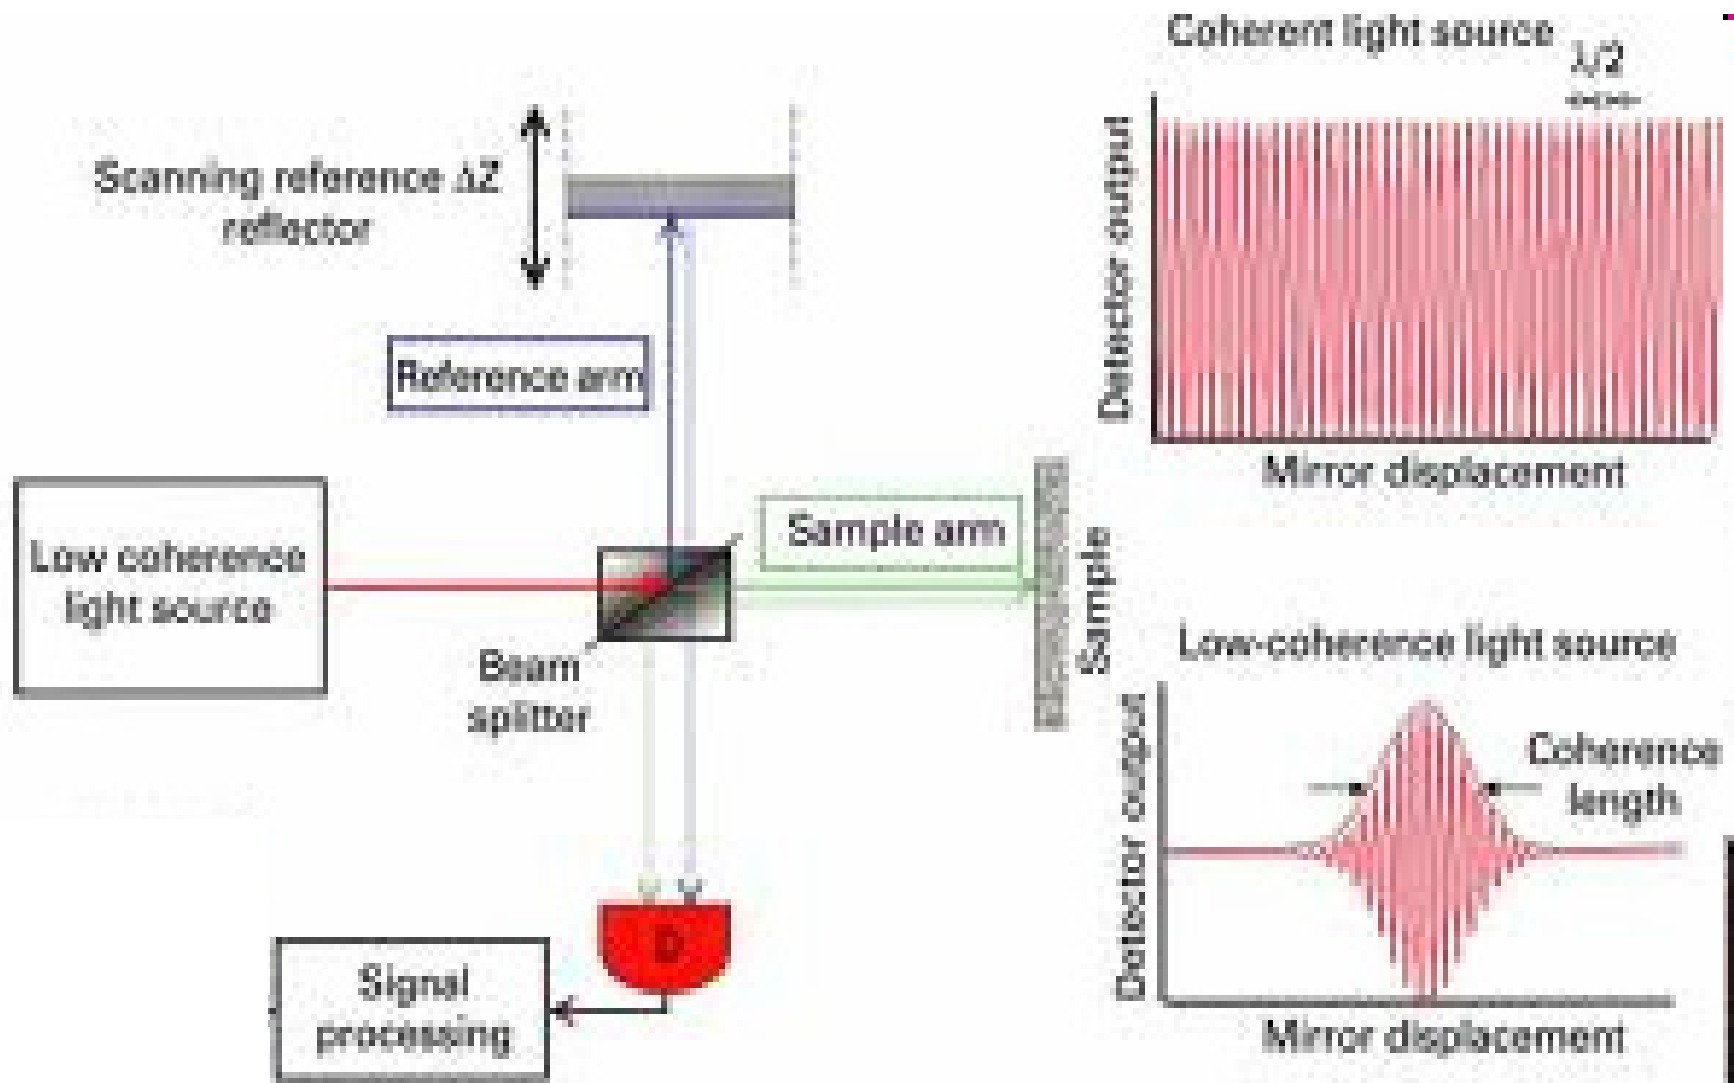 Scanning reference ΔZ
reflector
Reference arm
Low coherence
light source
Beam
splitter
Sample arm
Sample
D
Signal
processing
Coherent light source
λ/2
Detector output
Mirror displacement
Low-coherence light source
Coherence
length
Detector output
Mirror displacement